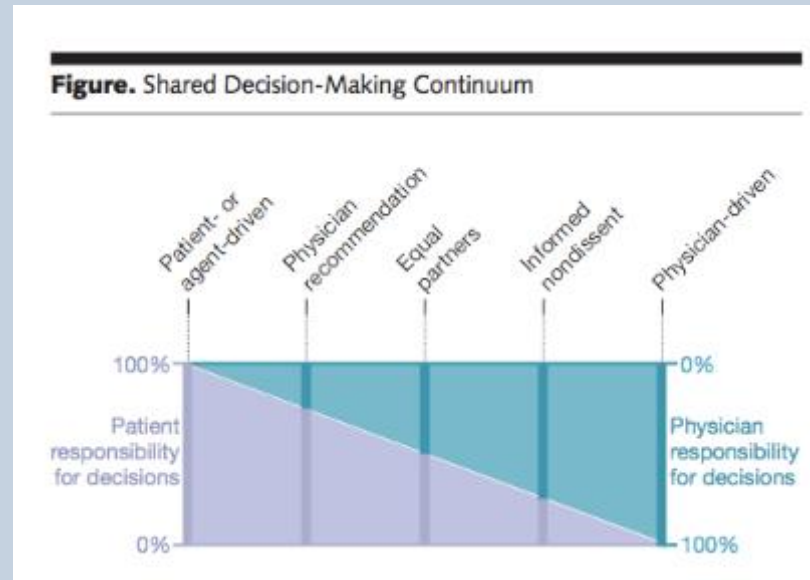 Figure. Shared Decision-Making Continuum
Patient- or
agent-driven
Physician
recommendation
Equal
partners
Informed
nondissent
Physician-driven
100%
0%
Patient
responsibility
for decisions
Physician
responsibility
for decisions
0%
100%